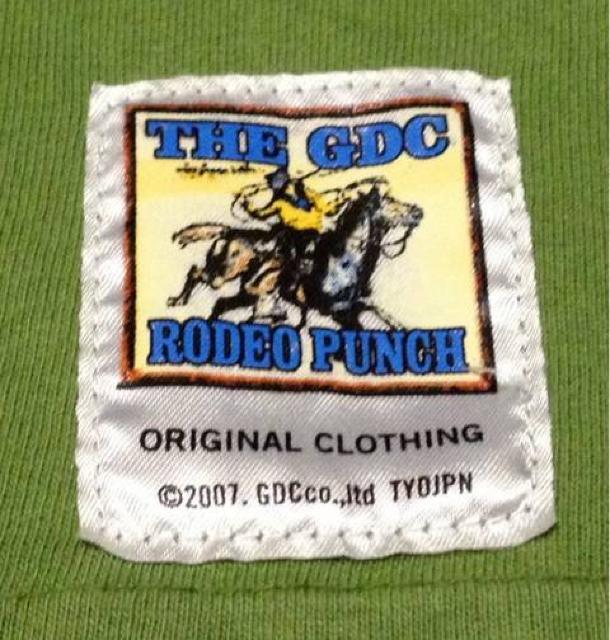 THE GDC
RODEO PUNCH
ORIGINAL CLOTHING
©2007. GDCco.,ltd TYOJPN